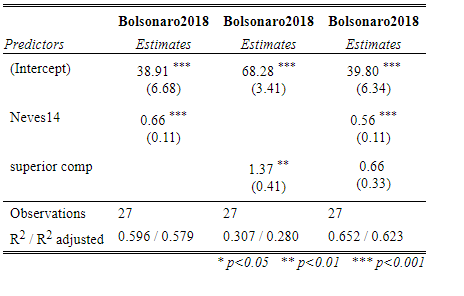 Bolsonaro2018 Bolsonaro2018 Bolsonaro2018
Predictors Estimates Estimates Estimates
(Intercept) 38.91 *** 68.28 *** 39.80 ***
(6.68) (3.41) (6.34)
Neves14 0.66 *** 0.56 ***
(0.11) (0.11)
superior comp 1.37 ** 0.66
(0.41) (0.33)
Observations 27 27 27
R2 / R2 adjusted 0.596 / 0.579 0.307 / 0.280 0.652 / 0.623
* p<0.05 ** p<0.01 *** p<0.001